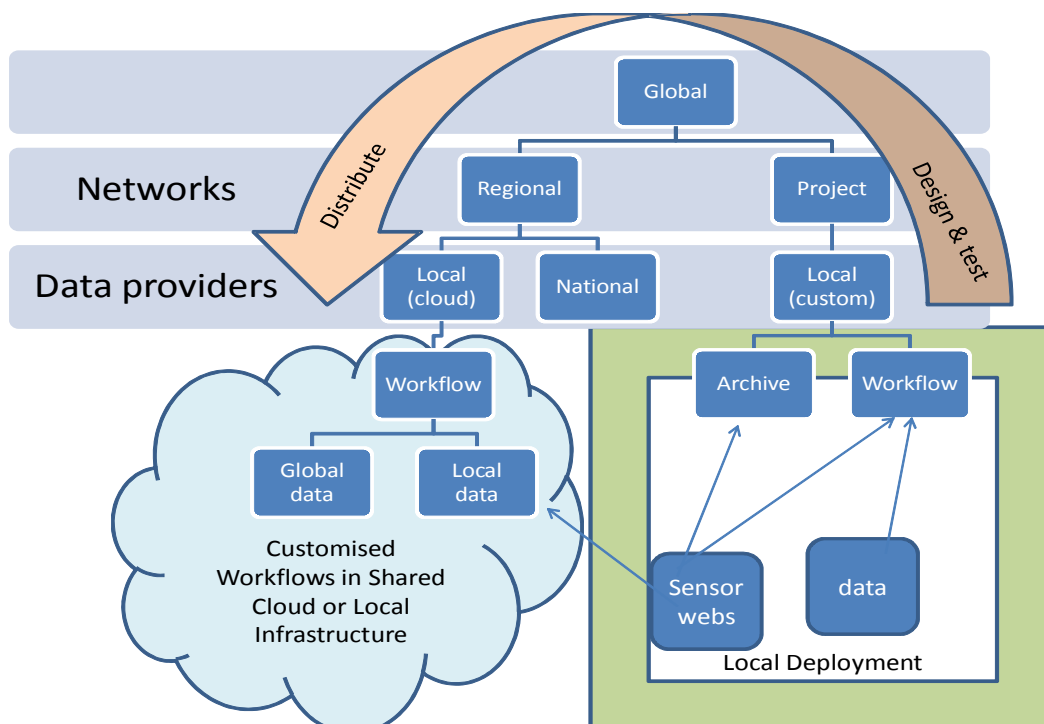 Global
Networks
Regional
Project
Distribute
Design & test
Data providers
Local
(cloud)
National
Local
(custom)
Workflow
Archive
Workflow
Global
data
Local
data
Customised
Workflows in Shared
Cloud or Local
Infrastructure
Sensor
webs
data
Local Deployment